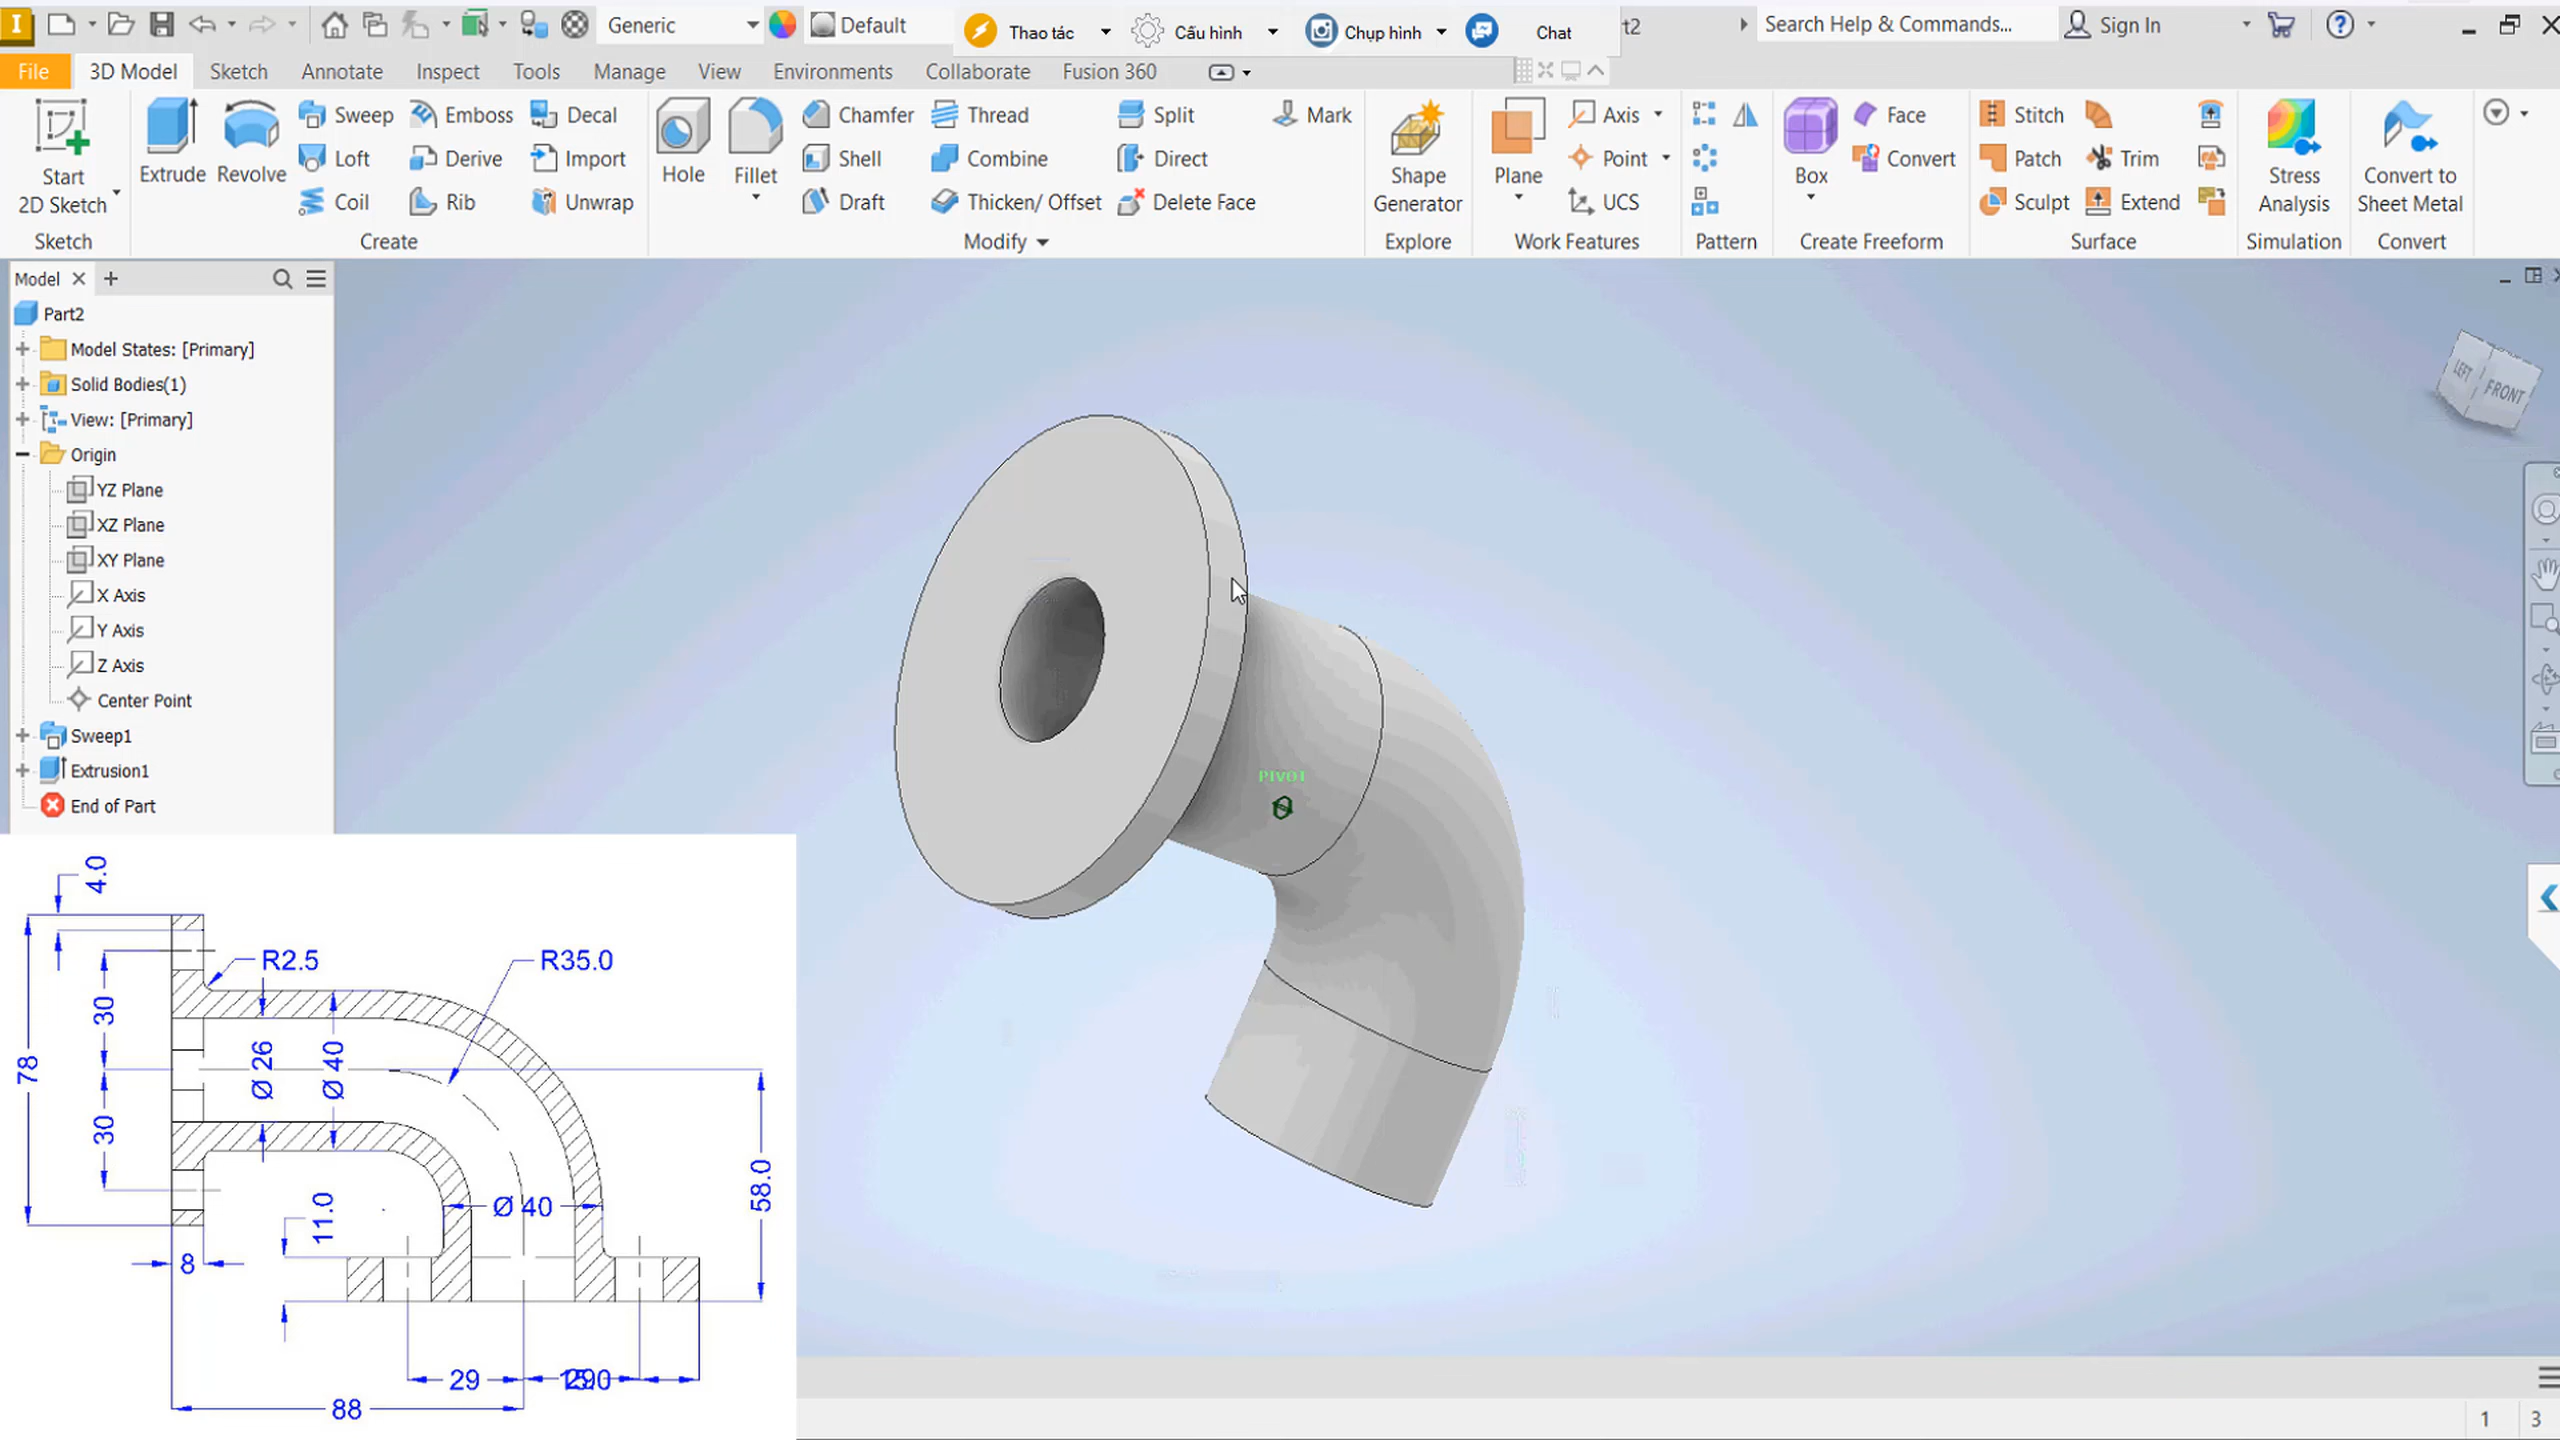 Generic
Default
Thao tác
Cấu hình
Chụp hình
Chat
t2
Search Help & Commands...
Sign In
File
3D Model
Sketch
Annotate
Inspect
Tools
Manage
View
Environments
Collaborate
Fusion 360
Start
2D Sketch
Extrude
Revolve
Sweep
Loft
Coil
Emboss
Derive
Rib
Decal
Import
Unwrap
Hole
Fillet
Chamfer
Shell
Draft
Thread
Combine
Thicken/ Offset
Split
Direct
Delete Face
Mark
Shape
Generator
Plane
Axis
Point
UCS
Box
Face
Convert
Stitch
Patch
Sculpt
Trim
Extend
Stress
Analysis
Convert to
Sheet Metal
Sketch
Create
Modify
Explore
Work Features
Pattern
Create Freeform
Surface
Simulation
Convert
Model
Part2
Model States: [Primary]
Solid Bodies(1)
View: [Primary]
Origin
YZ Plane
XZ Plane
XY Plane
X Axis
Y Axis
Z Axis
Center Point
Sweep1
Extrusion1
End of Part
LEFT
FRONT
PIVOT
4.0
R2.5
R35.0
30
78
Ø 26
Ø 40
30
58.0
11.0
Ø 40
8
29
88
1
3